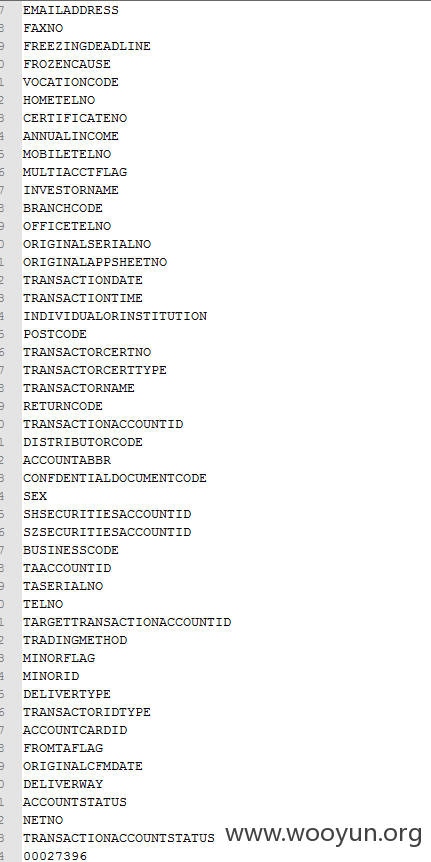 7 EMAILADDRESS
8 FAXNO
9 FREEZINGDEADLINE
0 FROZENCAUSE
1 VOCATIONCODE
2 HOMETELNO
3 CERTIFICATENO
4 ANNUALINCOME
5 MOBILETELNO
6 MULTIACCTFLAG
7 INVESTORNAME
8 BRANCHCODE
9 OFFICETELNO
0 ORIGINALSERIALNO
1 ORIGINALAPPSHEETNO
2 TRANSACTIONDATE
3 TRANSACTIONTIME
4 INDIVIDUALORINSTITUTION
5 POSTCODE
6 TRANSACTORCERTNO
7 TRANSACTORCERTTYPE
8 TRANSACTORNAME
9 RETURNCODE
0 TRANSACTIONACCOUNTID
1 DISTRIBUTORCODE
2 ACCOUNTABBR
3 CONFDENTIALDOCUMENTCODE
4 SEX
5 SHSECURITIESACCOUNTID
6 SZSECURITIESACCOUNTID
7 BUSINESSCODE
8 TAACCOUNTID
9 TASERIALNO
0 TELNO
1 TARGETTRANSACTIONACCOUNTID
2 TRADINGMETHOD
3 MINORFLAG
4 MINORID
5 DELIVERTYPE
6 TRANSACTORIDTYPE
7 ACCOUNTCARDID
8 FROMTAFLAG
9 ORIGINALCFMDATE
0 DELIVERWAY
1 ACCOUNTSTATUS
2 NETNO
3 TRANSACTIONACCOUNTSTATUS
4 00027396
www.wooyun.org